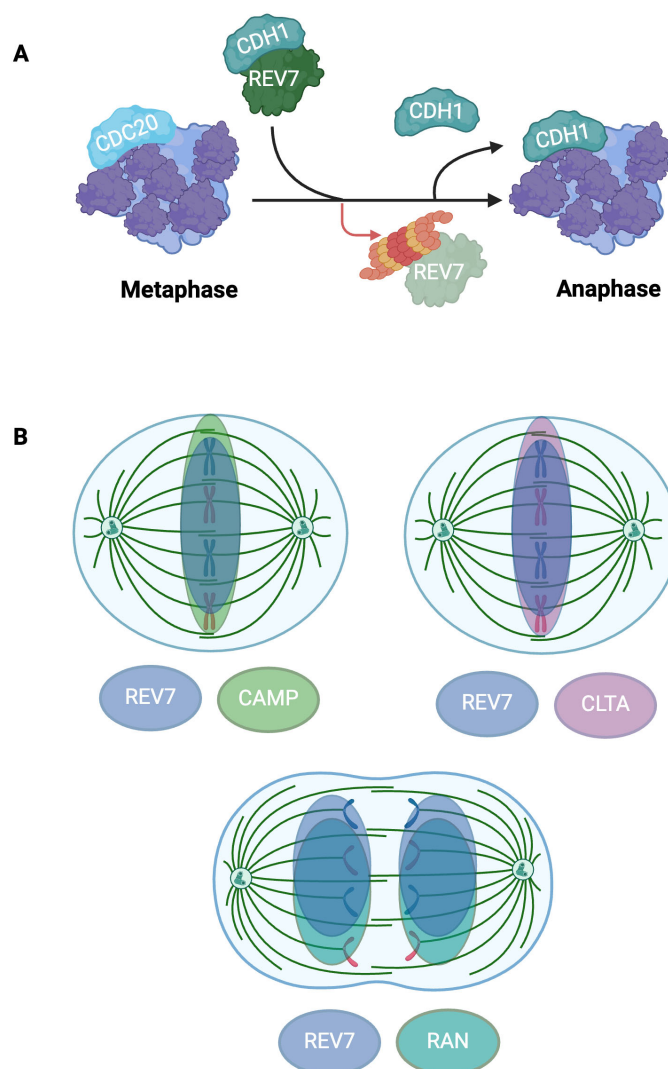 A
CDH1
REV7
CDC20
CDH1
CDH1
REV7
Metaphase
Anaphase
B
REV7
CAMP
REV7
CLTA
REV7
RAN